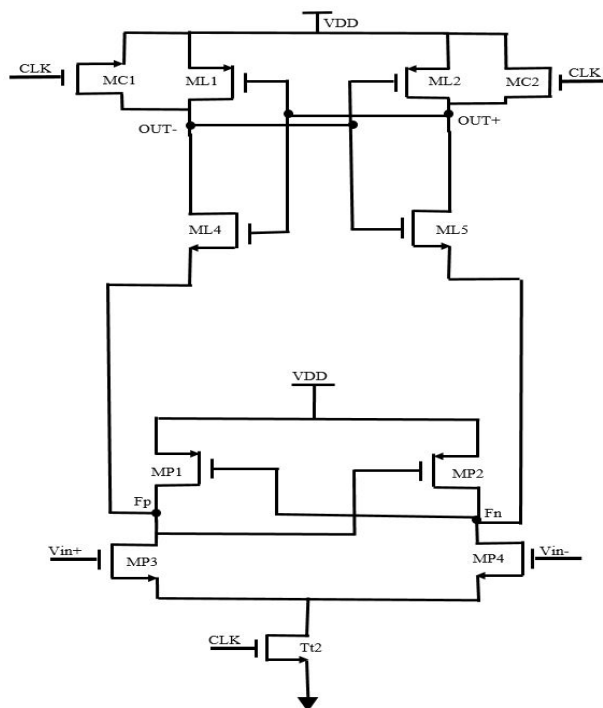 VDD
CLK
MC1
ML1
ML2
MC2
CLK
OUT-
OUT+
ML4
ML5
VDD
MP1
MP2
Fp
Fn
Vin+
MP3
MP4
Vin-
CLK
Tt2